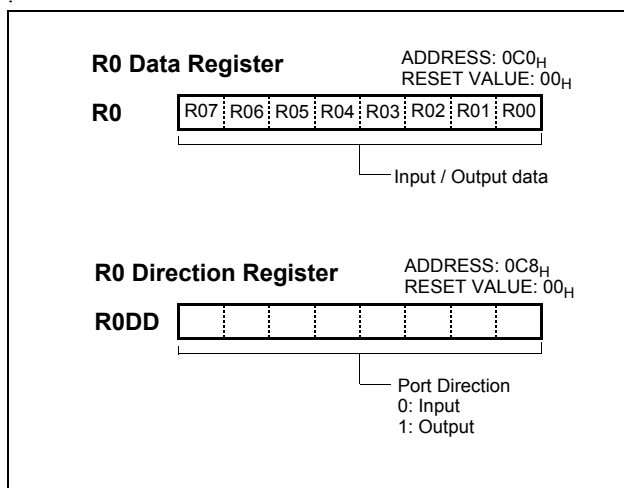 .
R0 Data Register
ADDRESS: 0C0H
RESET VALUE: 00H
R0
R07 R06 R05 R04 R03 R02 R01 R00
Input / Output data
R0 Direction Register
ADDRESS: 0C8H
RESET VALUE: 00H
R0DD
Port Direction
0: Input
1: Output